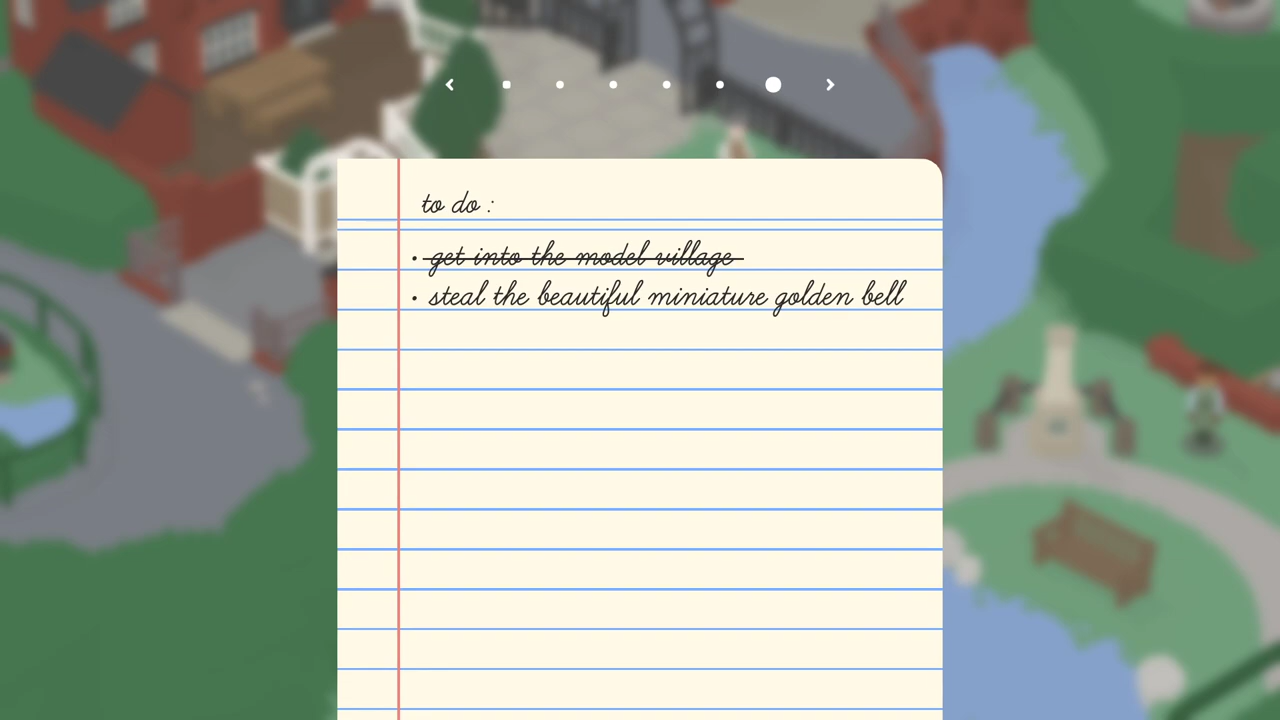 to do :
• get into the model village
• steal the beautiful miniature golden bell